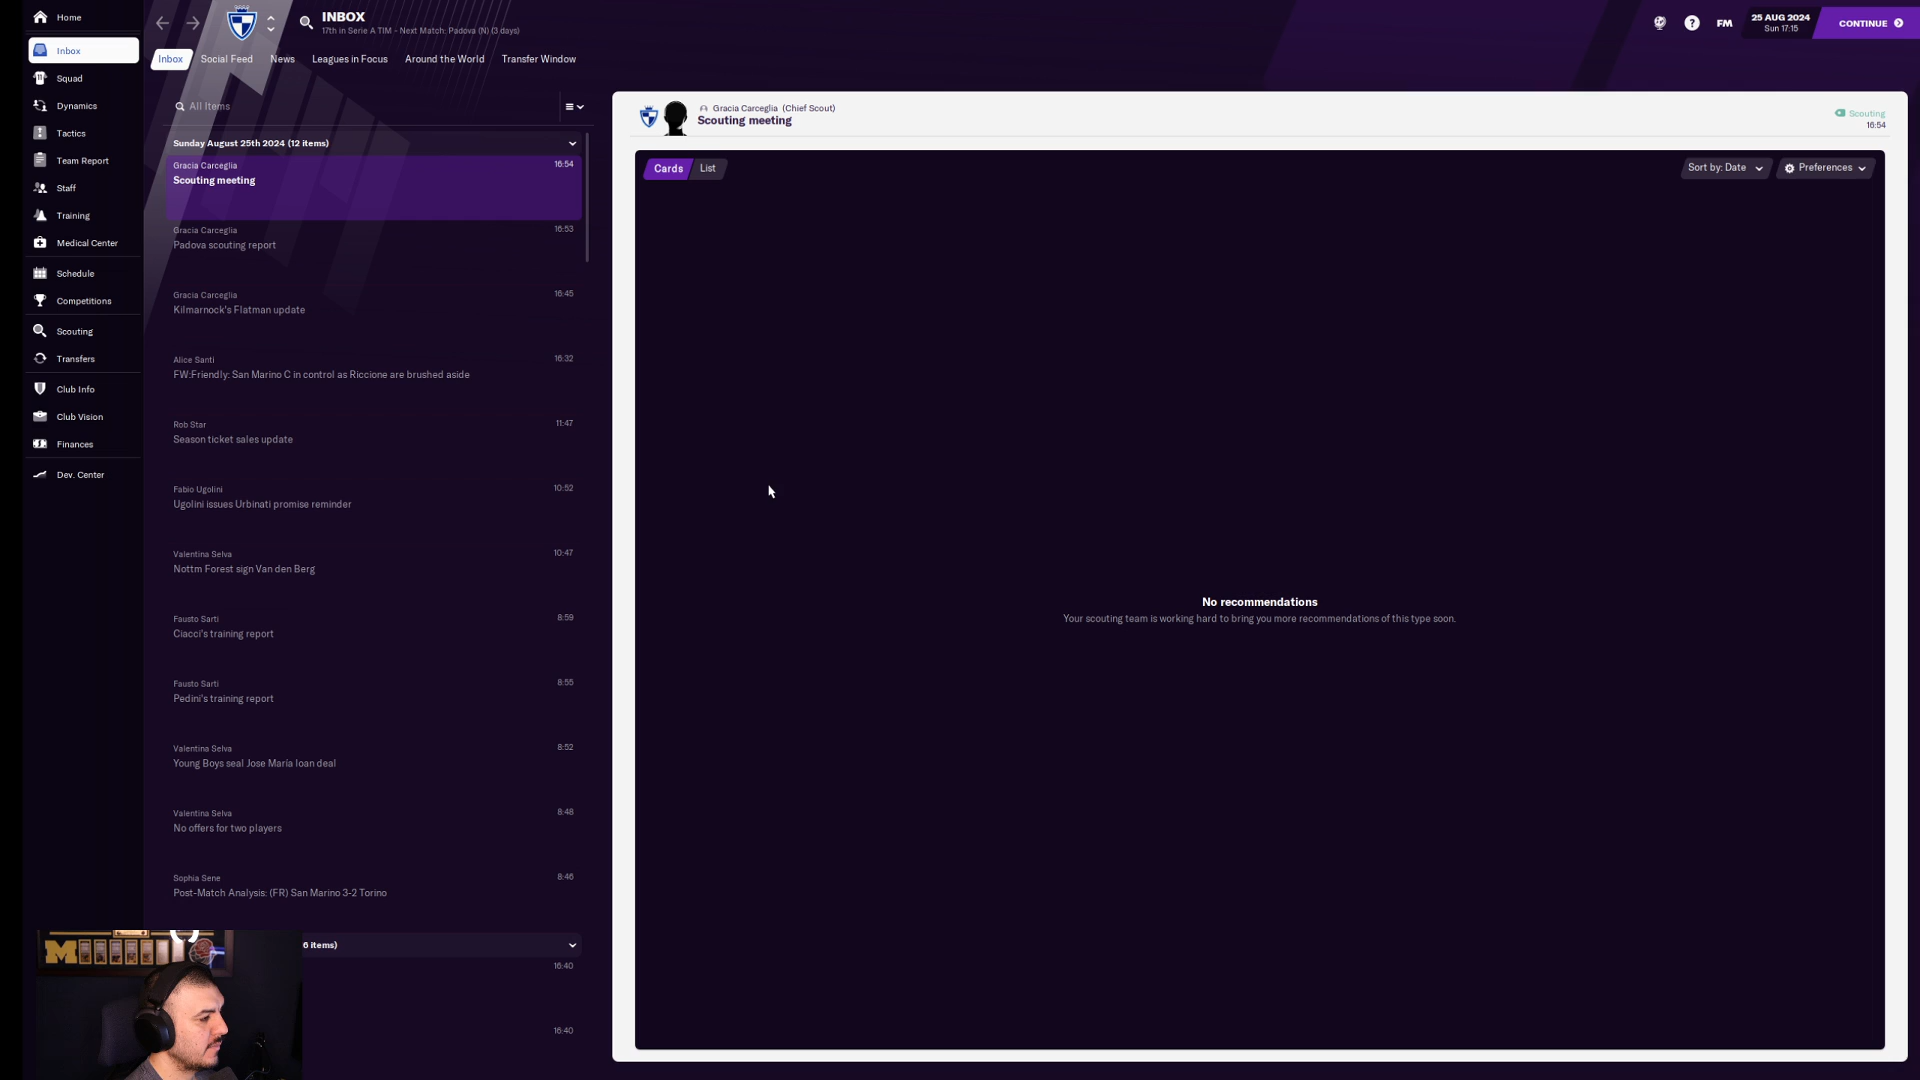 Home
Inbox
Squad
Dynamics
Tactics
Team Report
Staff
Training
Medical Center
Schedule
Competitions
Scouting
Transfers
Club Info
Club Vision
Finances
Dev. Center
INBOX
17th in Serie A TIM - Next Match: Padova (N) (3 days)
FM
25 AUG 2024
Sun 17:15
CONTINUE
Inbox Social Feed News Leagues in Focus Around the World Transfer Window
All Items
Sunday August 25th 2024 (12 items)
Gracia Carceglia 16:54
Scouting meeting
Gracia Carceglia 16:53
Padova scouting report
Gracia Carceglia 16:45
Kilmarnock's Flatman update
Alice Santi 16:32
FW:Friendly: San Marino C in control as Riccione are brushed aside
Rob Star 11:47
Season ticket sales update
Fabio Ugolini 10:52
Ugolini issues Urbinati promise reminder
Valentina Selva 10:47
Nottm Forest sign Van den Berg
Fausto Sarti 8:59
Ciacci's training report
Fausto Sarti 8:55
Pedini's training report
Valentina Selva 8:52
Young Boys seal Jose María loan deal
Valentina Selva 8:48
No offers for two players
Sophia Sene 8:46
Post-Match Analysis: (FR) San Marino 3-2 Torino
6 items)
16:40
16:40
M
Gracia Carceglia (Chief Scout)
Scouting meeting
Scouting
16:54
Cards List
Sort by: Date
Preferences
No recommendations
Your scouting team is working hard to bring you more recommendations of this type soon.